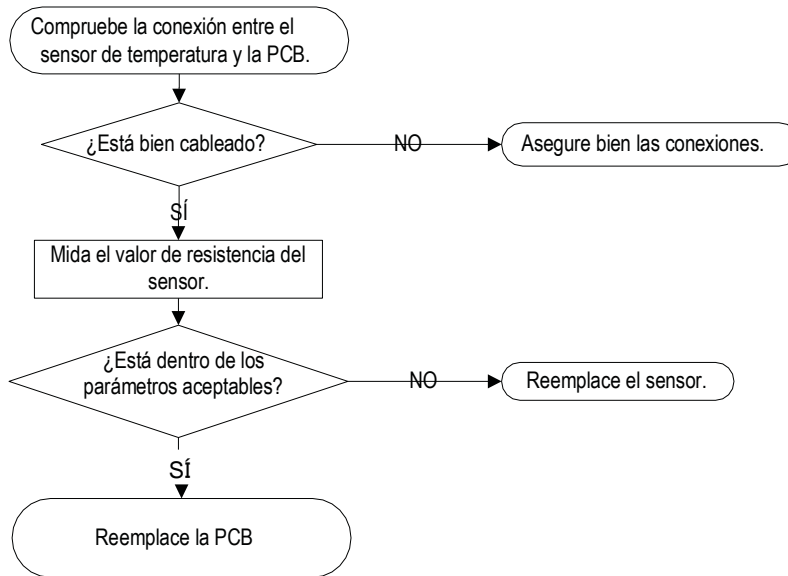 Compruebe la conexión entre el
sensor de temperatura y la PCB.
¿Está bien cableado?
NO
Asegure bien las conexiones.
SÍ
Mida el valor de resistencia del
sensor.
¿Está dentro de los
parámetros aceptables?
NO
Reemplace el sensor.
SÍ
Reemplace la PCB